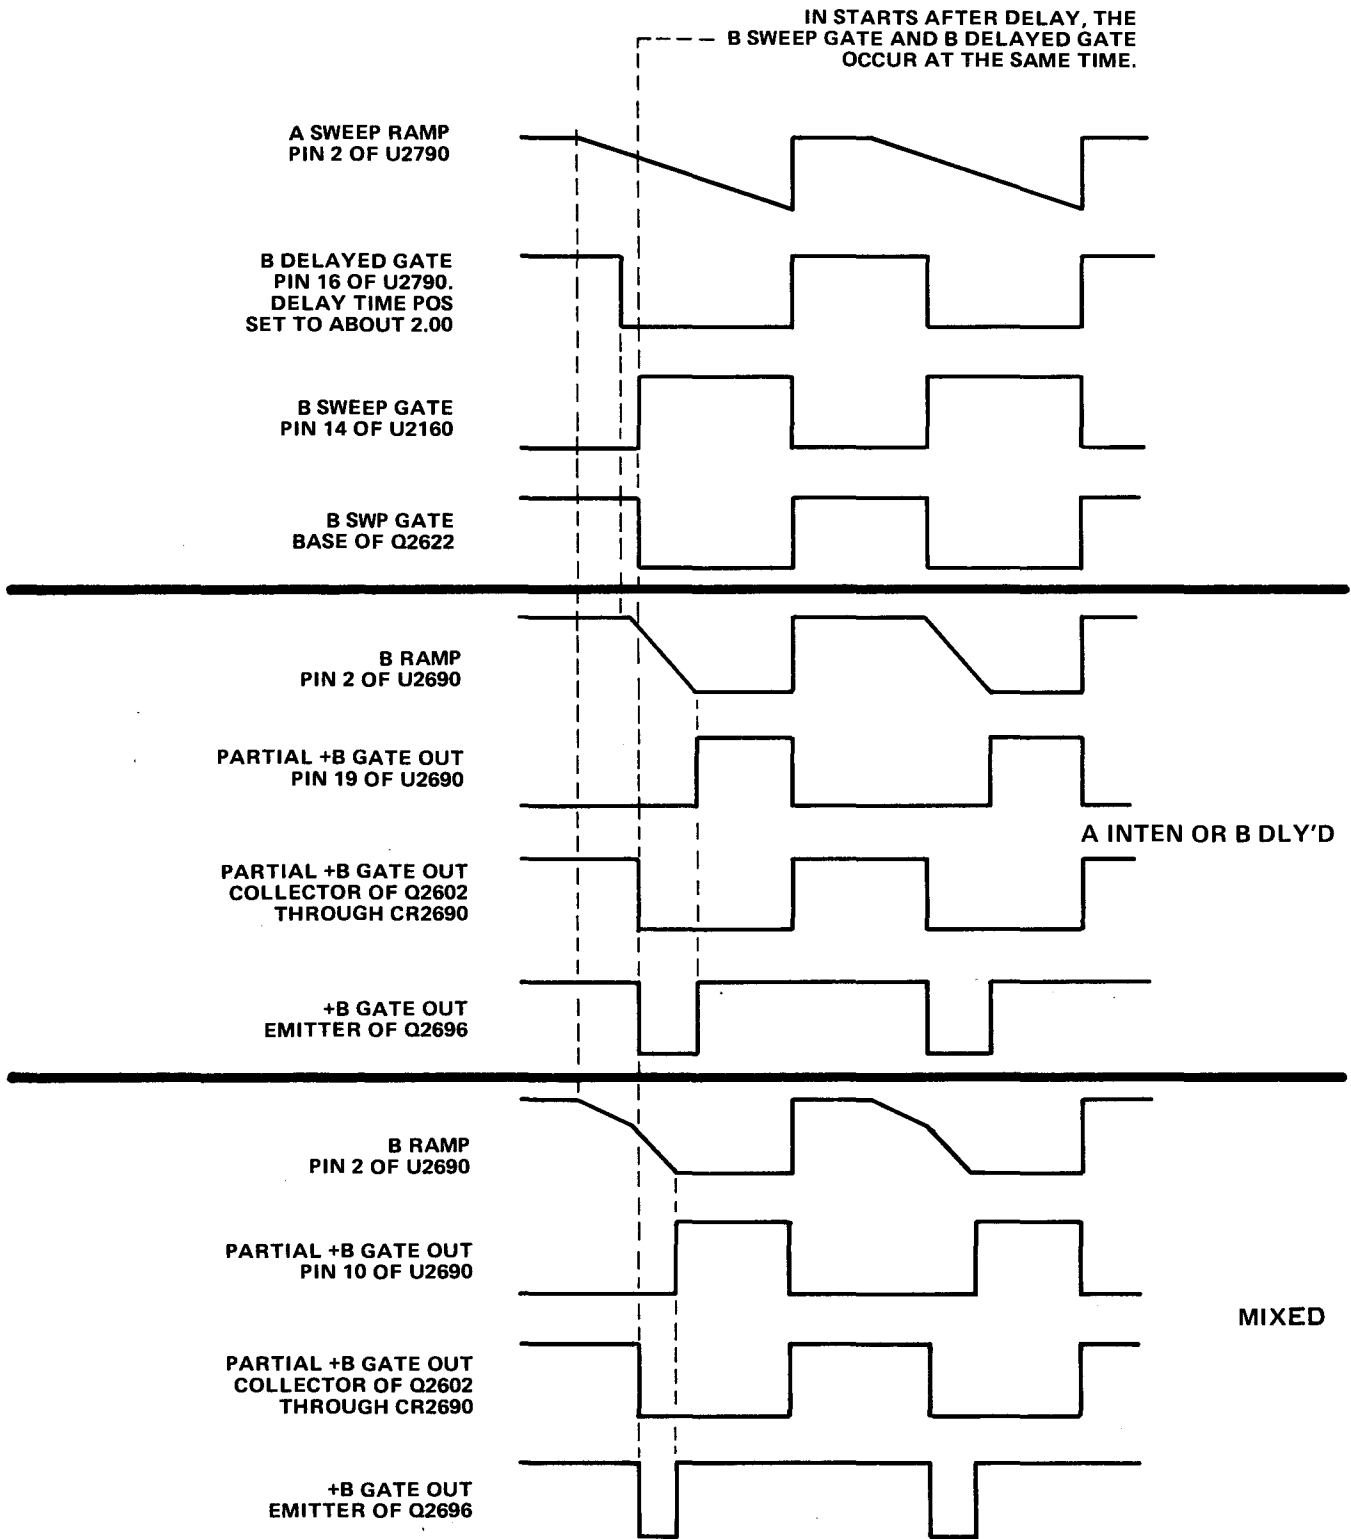 IN STARTS AFTER DELAY, THE
B SWEEP GATE AND B DELAYED GATE
OCCUR AT THE SAME TIME.
A SWEEP RAMP
PIN 2 OF U2790
B DELAYED GATE
PIN 16 OF U2790.
DELAY TIME POS
SET TO ABOUT 2.00
B SWEEP GATE
PIN 14 OF U2160
B SWP GATE
BASE OF Q2622
B RAMP
PIN 2 OF U2690
PARTIAL +B GATE OUT
PIN 19 OF U2690
A INTEN OR B DLY'D
PARTIAL +B GATE OUT
COLLECTOR OF Q2602
THROUGH CR2690
+B GATE OUT
EMITTER OF Q2696
B RAMP
PIN 2 OF U2690
PARTIAL +B GATE OUT
PIN 10 OF U2690
MIXED
PARTIAL +B GATE OUT
COLLECTOR OF Q2602
THROUGH CR2690
+B GATE OUT
EMITTER OF Q2696